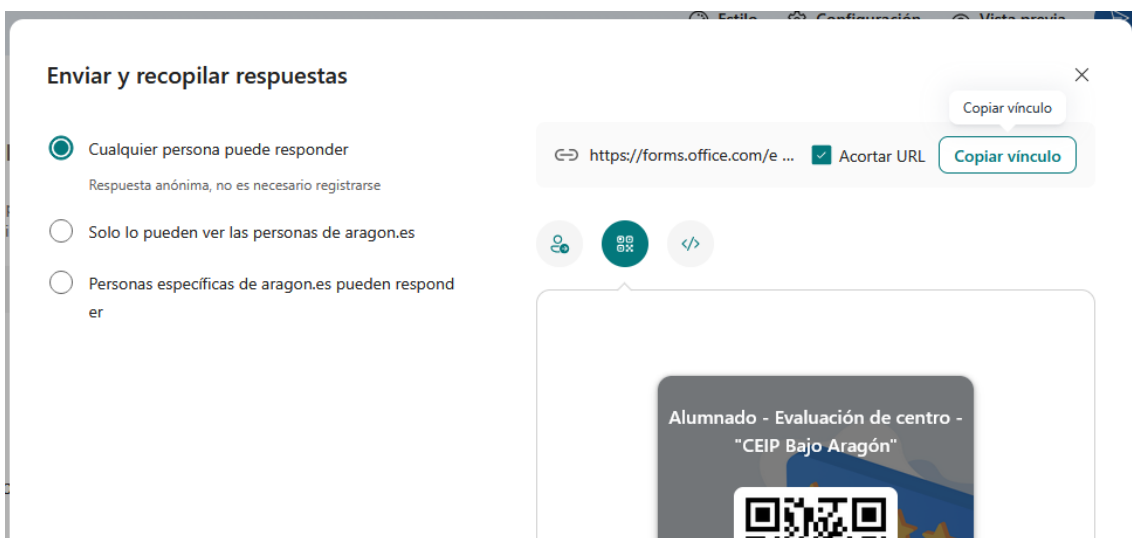 Estilo Configuración Vista previa
Enviar y recopilar respuestas
Copiar vínculo
Cualquier persona puede responder
Respuesta anónima, no es necesario registrarse
https://forms.office.com/e ... Acortar URL Copiar vínculo
Solo lo pueden ver las personas de aragon.es
Personas específicas de aragon.es pueden respond
er
</>
Alumnado - Evaluación de centro -
"CEIP Bajo Aragón"